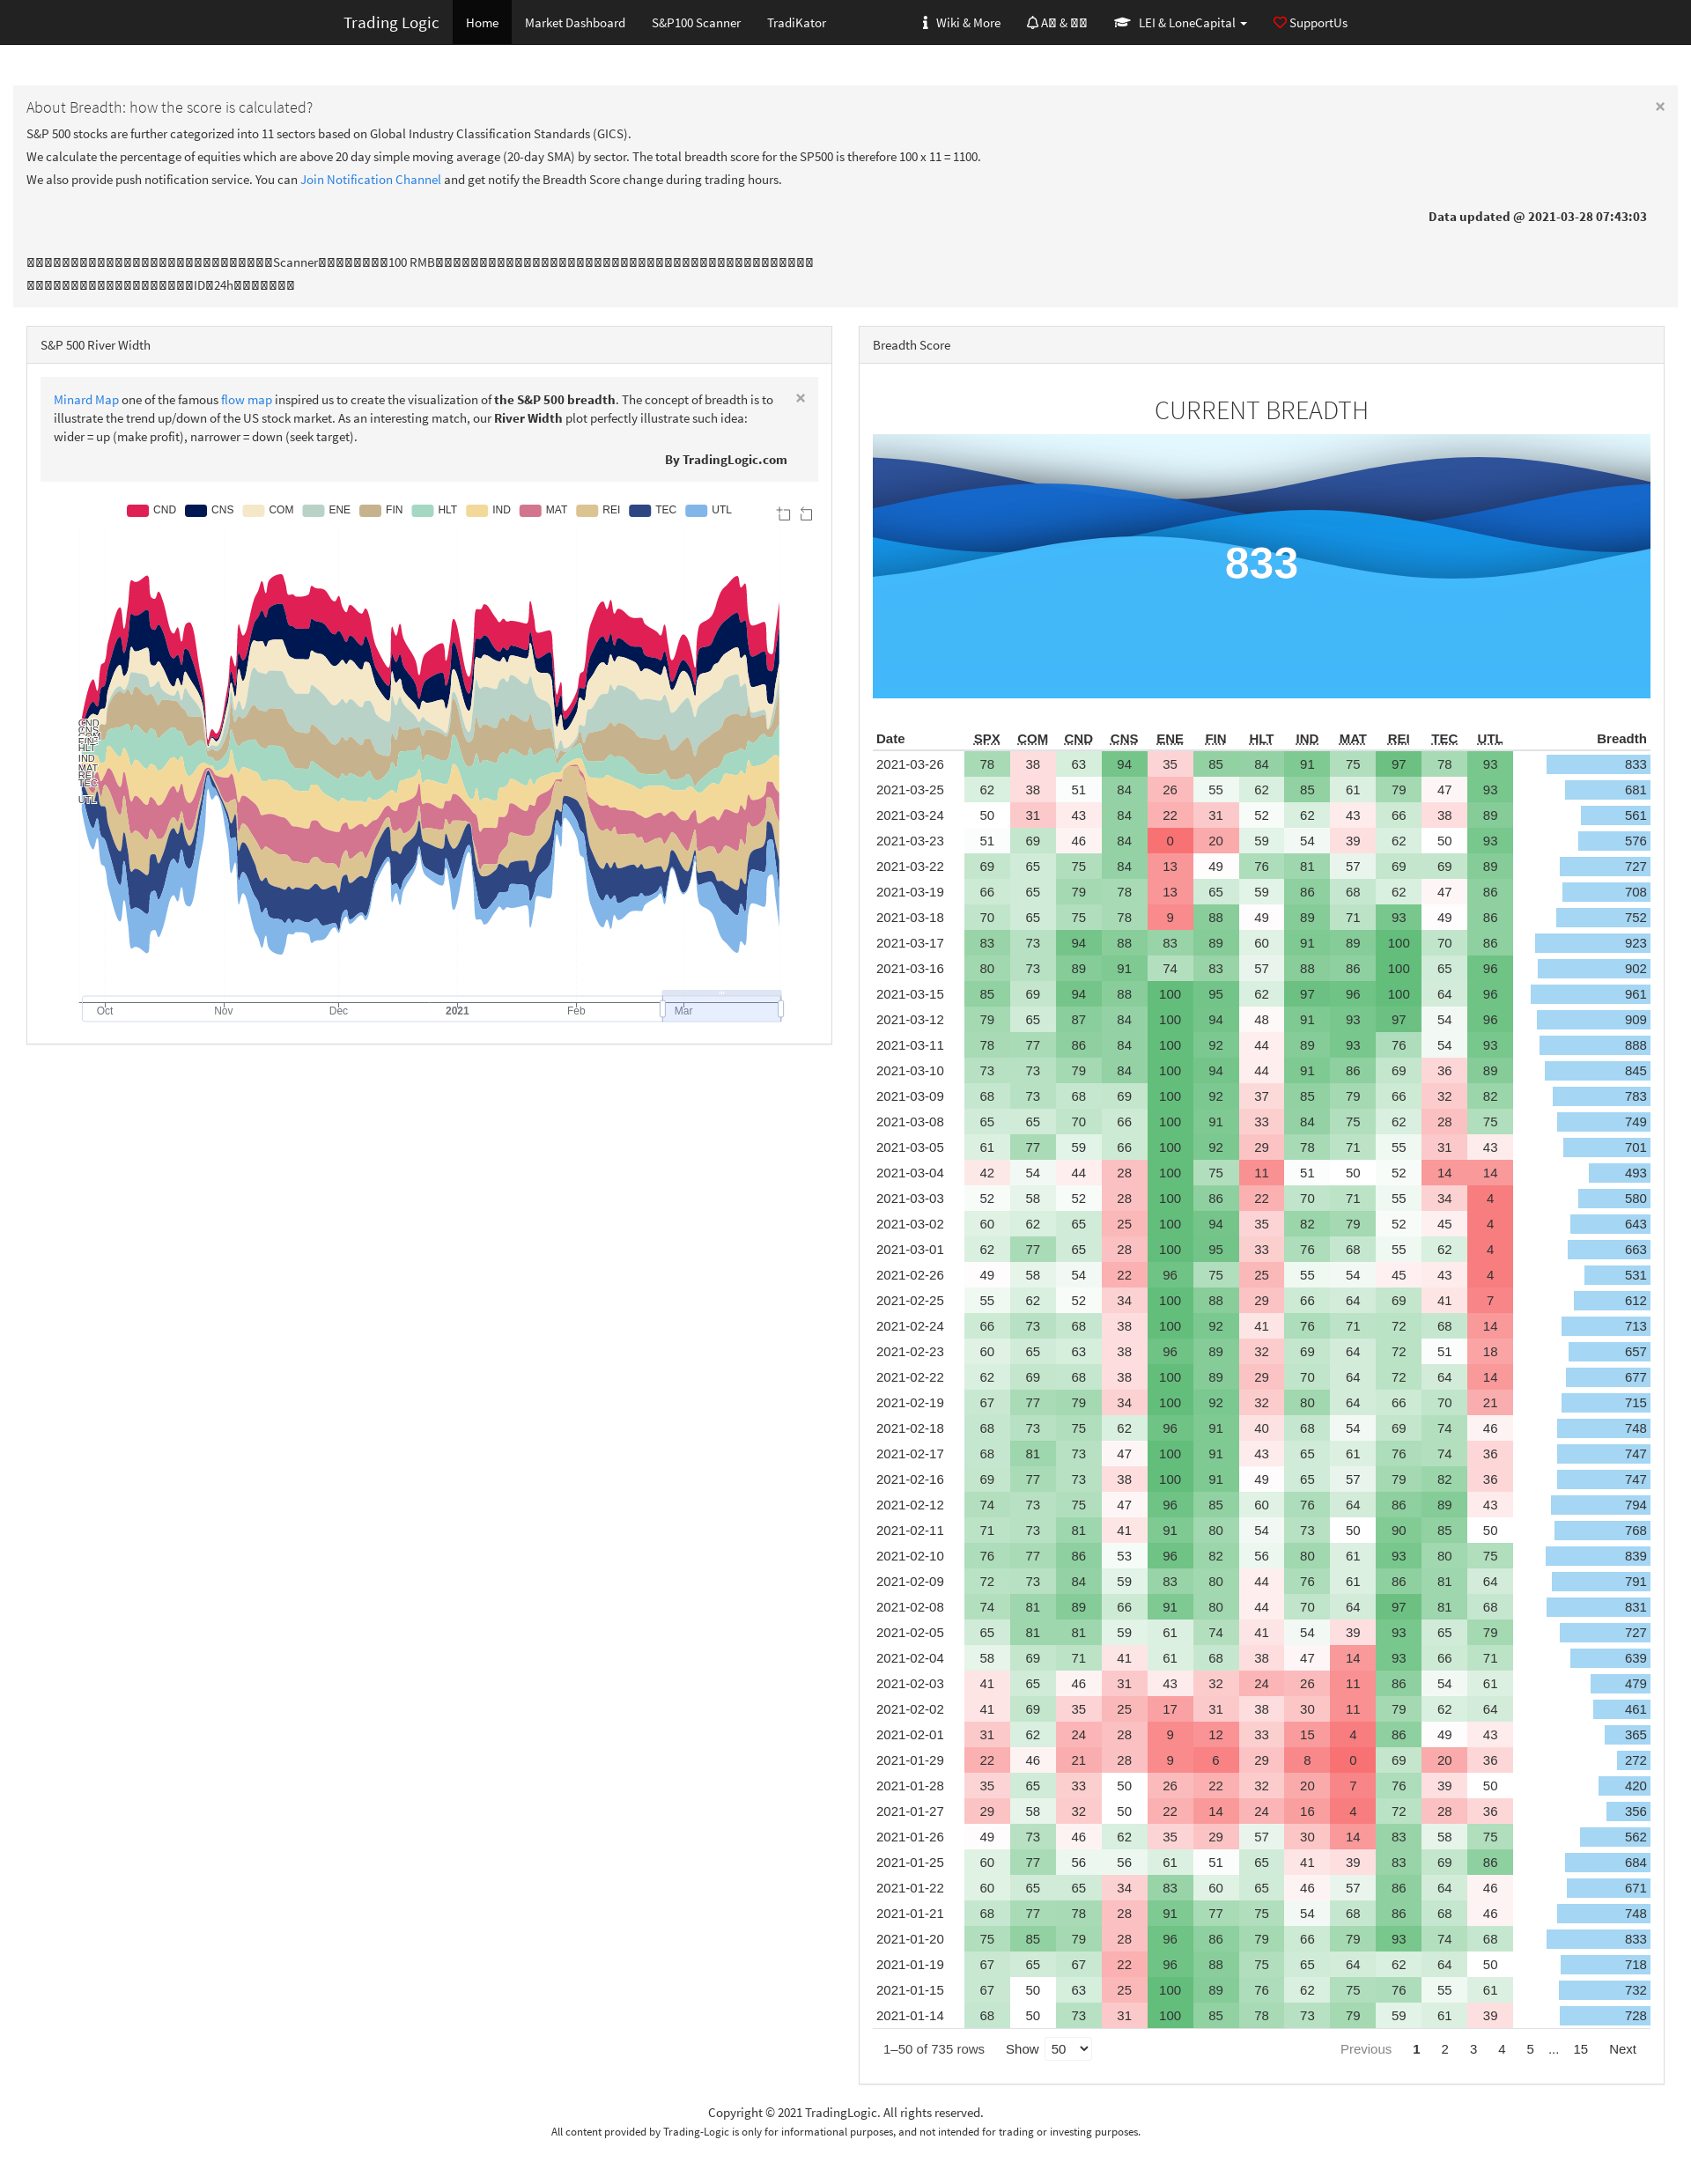 Trading Logic Home Market Dashboard S&P100 Scanner TradiKator Wiki & More A & LEI & LoneCapital SupportUs
About Breadth: how the score is calculated? ×
S&P 500 stocks are further categorized into 11 sectors based on Global Industry Classification Standards (GICS).
We calculate the percentage of equities which are above 20 day simple moving average (20-day SMA) by sector. The total breadth score for the SP500 is therefore 100 x 11 = 1100.
We also provide push notification service. You can Join Notification Channel and get notify the Breadth Score change during trading hours.
Data updated @ 2021-03-28 07:43:03
Scanner 100 RMB
ID 24h
S&P 500 River Width
Minard Map one of the famous flow map inspired us to create the visualization of the S&P 500 breadth. The concept of breadth is to ×
illustrate the trend up/down of the US stock market. As an interesting match, our River Width plot perfectly illustrate such idea:
wider = up (make profit), narrower = down (seek target).
By TradingLogic.com
CND CNS COM ENE FIN HLT IND MAT REI TEC UTL
CND
CNS
COM
FIN
HLT
IND
MAT
REI
TEC
UTL
Oct Nov Dec 2021 Feb Mar
Breadth Score
CURRENT BREADTH
833
Date SPX COM CND CNS ENE FIN HLT IND MAT REI TEC UTL Breadth
2021-03-26 78 38 63 94 35 85 84 91 75 97 78 93 833
2021-03-25 62 38 51 84 26 55 62 85 61 79 47 93 681
2021-03-24 50 31 43 84 22 31 52 62 43 66 38 89 561
2021-03-23 51 69 46 84 0 20 59 54 39 62 50 93 576
2021-03-22 69 65 75 84 13 49 76 81 57 69 69 89 727
2021-03-19 66 65 79 78 13 65 59 86 68 62 47 86 708
2021-03-18 70 65 75 78 9 88 49 89 71 93 49 86 752
2021-03-17 83 73 94 88 83 89 60 91 89 100 70 86 923
2021-03-16 80 73 89 91 74 83 57 88 86 100 65 96 902
2021-03-15 85 69 94 88 100 95 62 97 96 100 64 96 961
2021-03-12 79 65 87 84 100 94 48 91 93 97 54 96 909
2021-03-11 78 77 86 84 100 92 44 89 93 76 54 93 888
2021-03-10 73 73 79 84 100 94 44 91 86 69 36 89 845
2021-03-09 68 73 68 69 100 92 37 85 79 66 32 82 783
2021-03-08 65 65 70 66 100 91 33 84 75 62 28 75 749
2021-03-05 61 77 59 66 100 92 29 78 71 55 31 43 701
2021-03-04 42 54 44 28 100 75 11 51 50 52 14 14 493
2021-03-03 52 58 52 28 100 86 22 70 71 55 34 4 580
2021-03-02 60 62 65 25 100 94 35 82 79 52 45 4 643
2021-03-01 62 77 65 28 100 95 33 76 68 55 62 4 663
2021-02-26 49 58 54 22 96 75 25 55 54 45 43 4 531
2021-02-25 55 62 52 34 100 88 29 66 64 69 41 7 612
2021-02-24 66 73 68 38 100 92 41 76 71 72 68 14 713
2021-02-23 60 65 63 38 96 89 32 69 64 72 51 18 657
2021-02-22 62 69 68 38 100 89 29 70 64 72 64 14 677
2021-02-19 67 77 79 34 100 92 32 80 64 66 70 21 715
2021-02-18 68 73 75 62 96 91 40 68 54 69 74 46 748
2021-02-17 68 81 73 47 100 91 43 65 61 76 74 36 747
2021-02-16 69 77 73 38 100 91 49 65 57 79 82 36 747
2021-02-12 74 73 75 47 96 85 60 76 64 86 89 43 794
2021-02-11 71 73 81 41 91 80 54 73 50 90 85 50 768
2021-02-10 76 77 86 53 96 82 56 80 61 93 80 75 839
2021-02-09 72 73 84 59 83 80 44 76 61 86 81 64 791
2021-02-08 74 81 89 66 91 80 44 70 64 97 81 68 831
2021-02-05 65 81 81 59 61 74 41 54 39 93 65 79 727
2021-02-04 58 69 71 41 61 68 38 47 14 93 66 71 639
2021-02-03 41 65 46 31 43 32 24 26 11 86 54 61 479
2021-02-02 41 69 35 25 17 31 38 30 11 79 62 64 461
2021-02-01 31 62 24 28 9 12 33 15 4 86 49 43 365
2021-01-29 22 46 21 28 9 6 29 8 0 69 20 36 272
2021-01-28 35 65 33 50 26 22 32 20 7 76 39 50 420
2021-01-27 29 58 32 50 22 14 24 16 4 72 28 36 356
2021-01-26 49 73 46 62 35 29 57 30 14 83 58 75 562
2021-01-25 60 77 56 56 61 51 65 41 39 83 69 86 684
2021-01-22 60 65 65 34 83 60 65 46 57 86 64 46 671
2021-01-21 68 77 78 28 91 77 75 54 68 86 68 46 748
2021-01-20 75 85 79 28 96 86 79 66 79 93 74 68 833
2021-01-19 67 65 67 22 96 88 75 65 64 62 64 50 718
2021-01-15 67 50 63 25 100 89 76 62 75 76 55 61 732
2021-01-14 68 50 73 31 100 85 78 73 79 59 61 39 728
1–50 of 735 rows Show 50 Previous 1 2 3 4 5 ... 15 Next
Copyright © 2021 TradingLogic. All rights reserved.
All content provided by Trading-Logic is only for informational purposes, and not intended for trading or investing purposes.